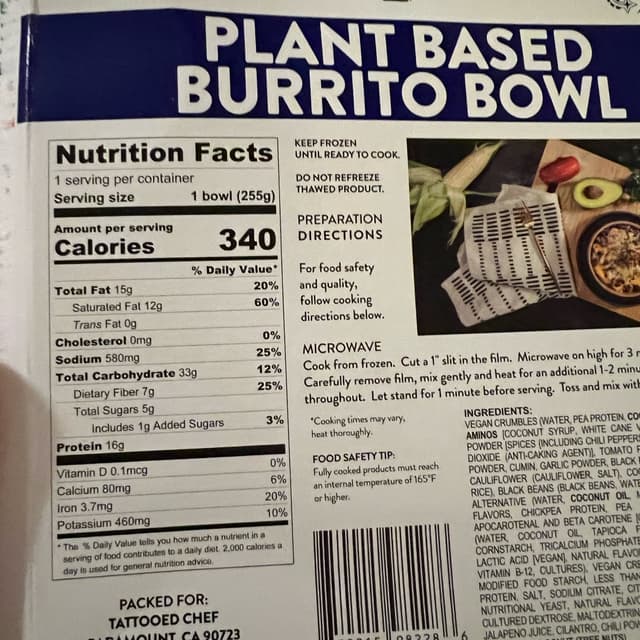 PLANT BASED
BURRITO BOWL
Nutrition Facts
1 serving per container
Serving size 1 bowl (255g)
Amount per serving
Calories 340
% Daily Value*
Total Fat 15g 20%
Saturated Fat 12g 60%
Trans Fat 0g
Cholesterol 0mg 0%
Sodium 580mg 25%
Total Carbohydrate 33g 12%
Dietary Fiber 7g 25%
Total Sugars 5g
Includes 1g Added Sugars 3%
Protein 16g
Vitamin D 0.1mcg 0%
Calcium 80mg 6%
Iron 3.7mg 20%
Potassium 460mg 10%
* The % Daily Value tells you how much a nutrient in a
serving of food contributes to a daily diet. 2,000 calories a
day is used for general nutrition advice.
PACKED FOR:
TATTOOED CHEF
PARAMOUNT, CA 90723
KEEP FROZEN
UNTIL READY TO COOK.
DO NOT REFREEZE
THAWED PRODUCT.
PREPARATION
DIRECTIONS
For food safety
and quality,
follow cooking
directions below.
MICROWAVE
Cook from frozen. Cut a 1" slit in the film. Microwave on high for 3
Carefully remove film, mix gently and heat for an additional 1-2
throughout. Let stand for 1 minute before serving. Toss and mix
*Cooking times may vary,
heat thoroughly.
FOOD SAFETY TIP:
Fully cooked products must reach
an internal temperature of 165°F
or higher.
INGREDIENTS:
VEGAN CRUMBLES (WATER, PEA PROTEIN,
AMINOS [COCONUT SYRUP, WHITE CANE
POWDER [SPICES (INCLUDING CHILI
DIOXIDE (ANTI-CAKING AGENT)], TOMATO
POWDER, CUMIN, GARLIC POWDER, BLACK
CAULIFLOWER (CAULIFLOWER, SALT),
RICE), BLACK BEANS (BLACK BEANS,
ALTERNATIVE (WATER, COCONUT OIL,
FLAVORS, CHICKPEA PROTEIN, PEA
APOCAROTENAL AND BETA CAROTENE
(WATER, COCONUT OIL, TAPIOCA
CORNSTARCH, TRICALCIUM PHOSPHATE
LACTIC ACID [VEGAN], NATURAL
VITAMIN B-12, CULTURES), VEGAN
MODIFIED FOOD STARCH, LESS
PROTEIN, SALT, SODIUM CITRATE,
NUTRITIONAL YEAST, NATURAL
CULTURED DEXTROSE,
JALAPENO JUICE, CILANTRO,
98228 6